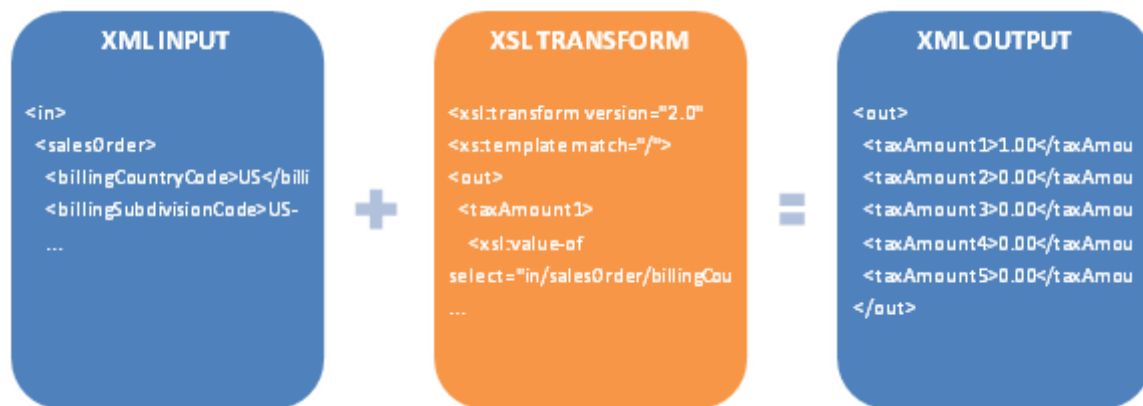 XML INPUT
<in>
<salesOrder>
<billingCountryCode>US</billi
<billingSubdivisionCode>US-
...
+
XSL TRANSFORM
<xsl:transform version="2.0"
<xs:template match="/">
<out>
<taxAmount1>
<xsl:value-of
select="in/salesOrder/billingCou
...
=
XML OUTPUT
<out>
<taxAmount1>1.00</taxAmou
<taxAmount2>0.00</taxAmou
<taxAmount3>0.00</taxAmou
<taxAmount4>0.00</taxAmou
<taxAmount5>0.00</taxAmou
</out>